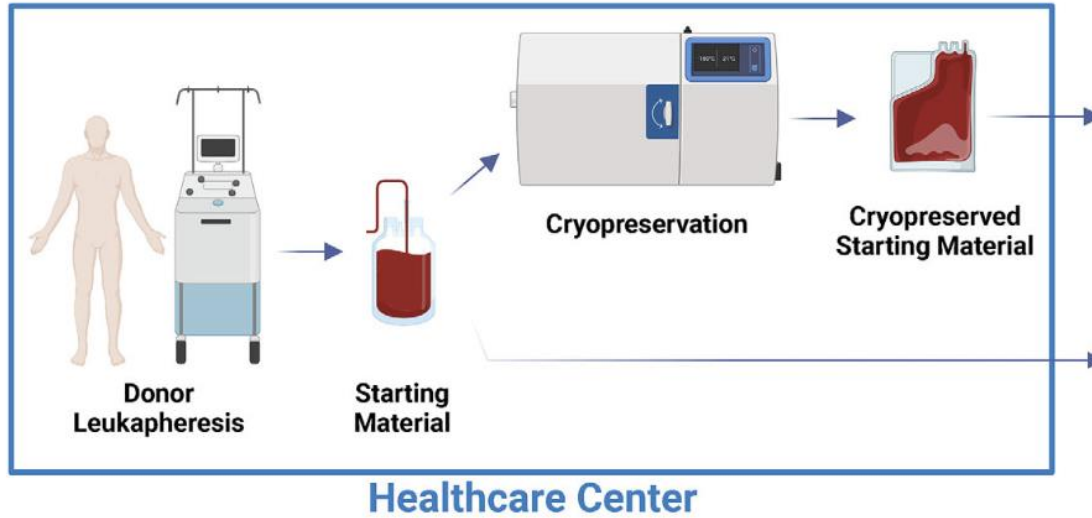 Donor
Leukapheresis
Starting
Material
Cryopreservation
Cryopreserved
Starting Material
Healthcare Center